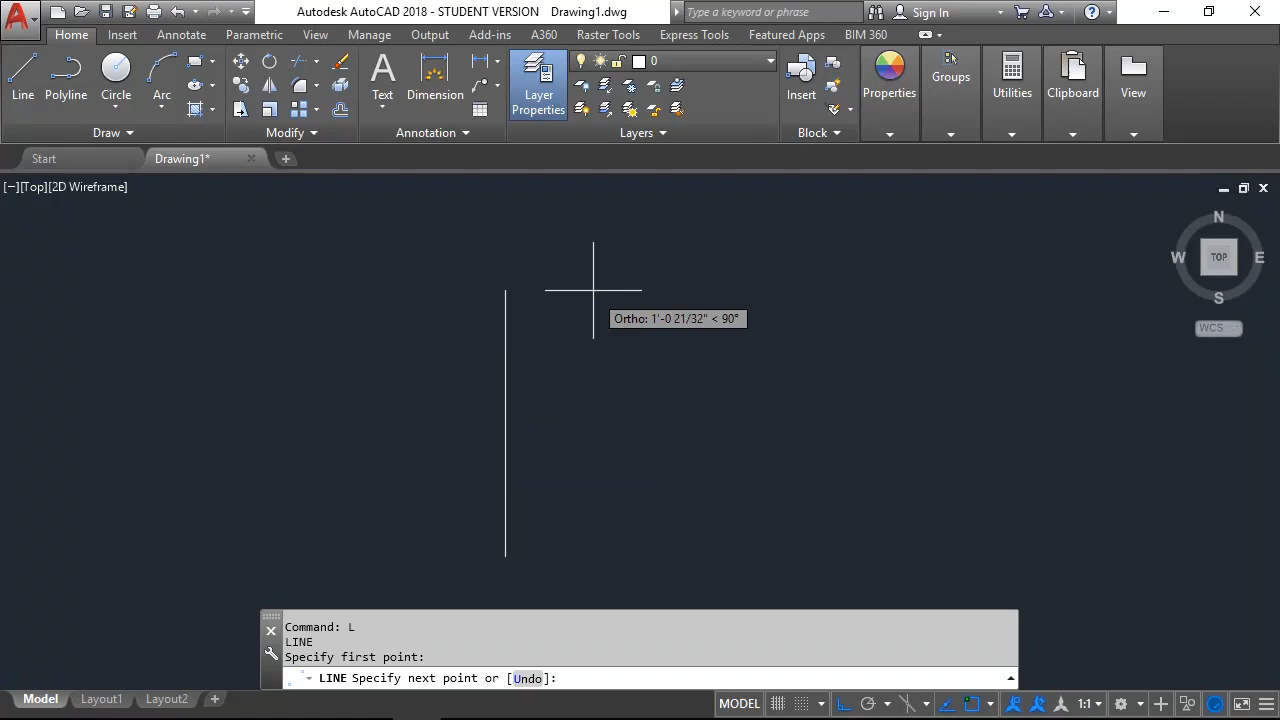 Autodesk AutoCAD 2018 - STUDENT VERSION Drawing1.dwg
Type a keyword or phrase
Sign In
Home Insert Annotate Parametric View Manage Output Add-ins A360 Raster Tools Express Tools Featured Apps BIM 360
0
Line Polyline Circle Arc Text Dimension Layer Properties Insert Properties Groups Utilities Clipboard View
Draw Modify Annotation Layers Block
Start Drawing1*
[−][Top][2D Wireframe]
N
W TOP E
S
WCS
Ortho: 1'-0 21/32" < 90°
Command: L
LINE
Specify first point:
LINE Specify next point or [Undo]:
Model Layout1 Layout2
MODEL 1:1